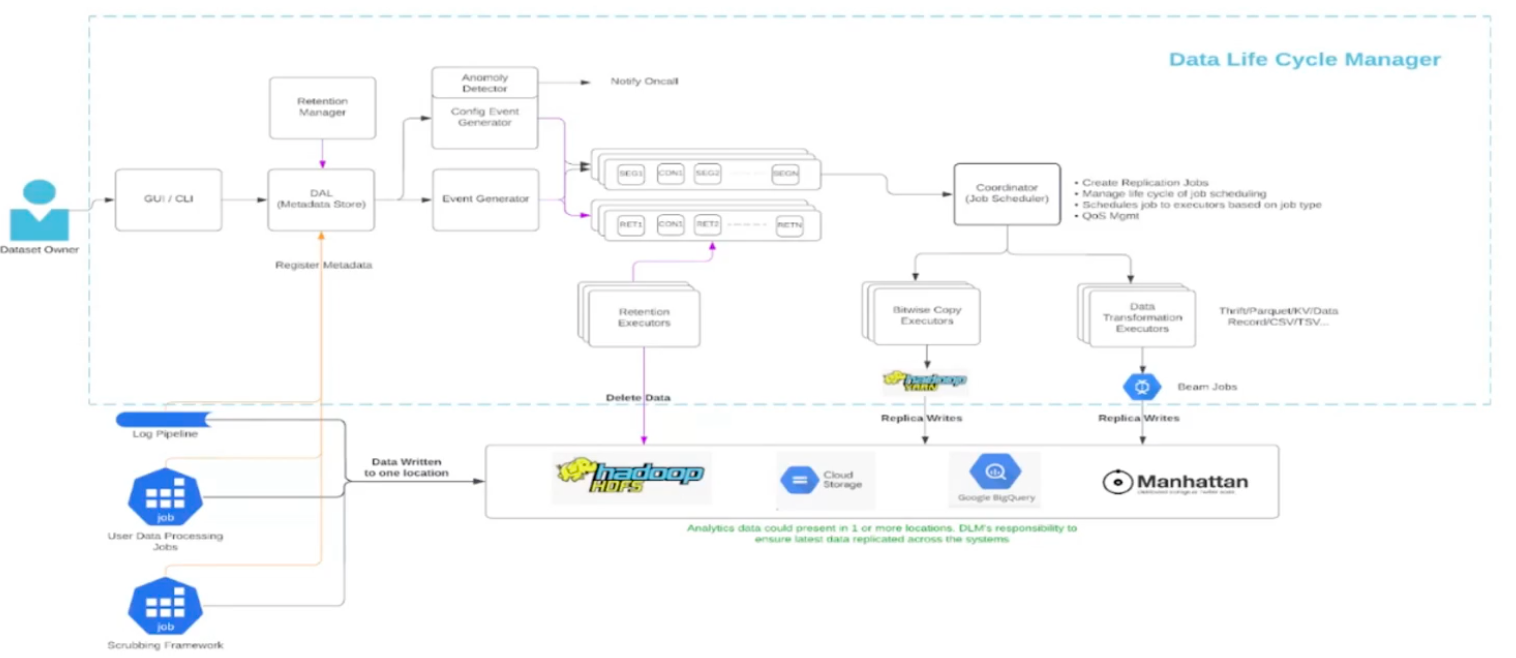 Data Life Cycle Manager
Anomoly
Detector
Notify Oncall
Retention
Manager
Config Event
Generator
GUI / CLI
DAL
(Metadata Store)
Event Generator
SEG1 CON1 SEG2 SEGN
RET1 CON1 RET2 RETN
Coordinator
(Job Scheduler)
• Create Replication Jobs
• Manage life cycle of job scheduling
• Schedules job to executors based on job type
• QoS Mgmt
Dataset Owner
Register Metadata
Retention
Executors
Bitwise Copy
Executors
Data
Transformation
Executors
Thrift/Parquet/KV/Data
Record/CSV/TSV...
hadoop
YARN
Beam Jobs
Delete Data
Replica Writes
Replica Writes
Log Pipeline
Data Written
to one location
hadoop
HDFS
Cloud
Storage
Google BigQuery
Manhattan
job
User Data Processing
Jobs
Analytics data could present in 1 or more locations. DLM's responsibility to
ensure latest data replicated across the systems
job
Scrubbing Framework